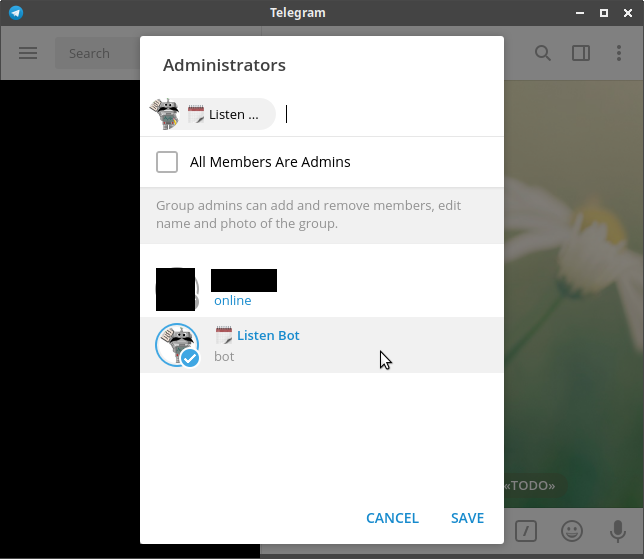 Telegram
Search
Administrators
Listen ...
All Members Are Admins
Group admins can add and remove members, edit
name and photo of the group.
online
Listen Bot
bot
«TODO»
CANCEL
SAVE